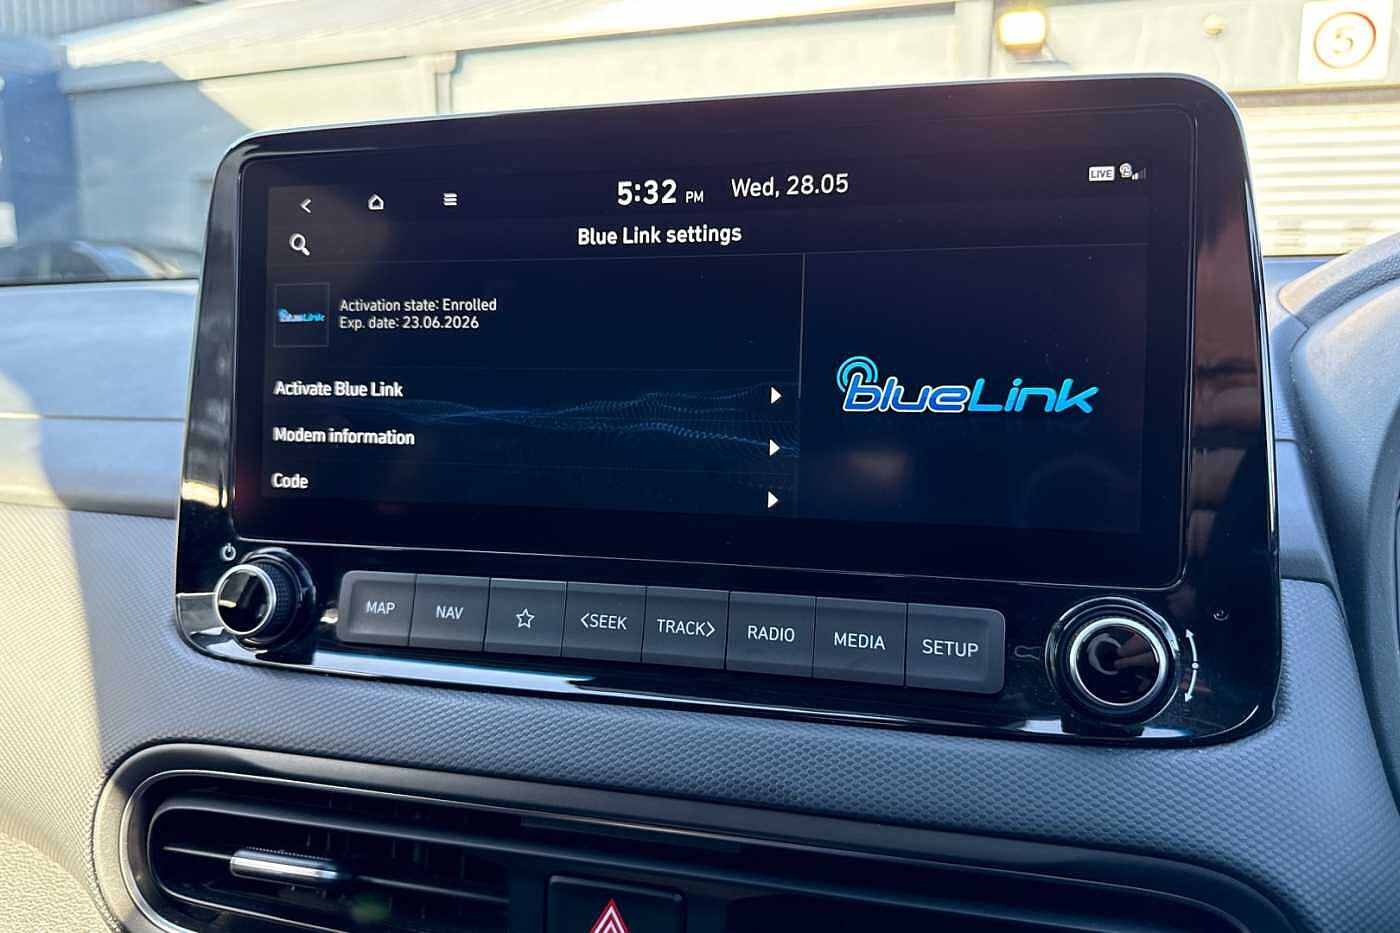 5
5:32 PM Wed, 28.05
LIVE
Blue Link settings
blueLink
Activation state: Enrolled
Exp. date: 23.06.2026
Activate Blue Link
Modem information
Code
blueLink
MAP
NAV
<SEEK
TRACK>
RADIO
MEDIA
SETUP